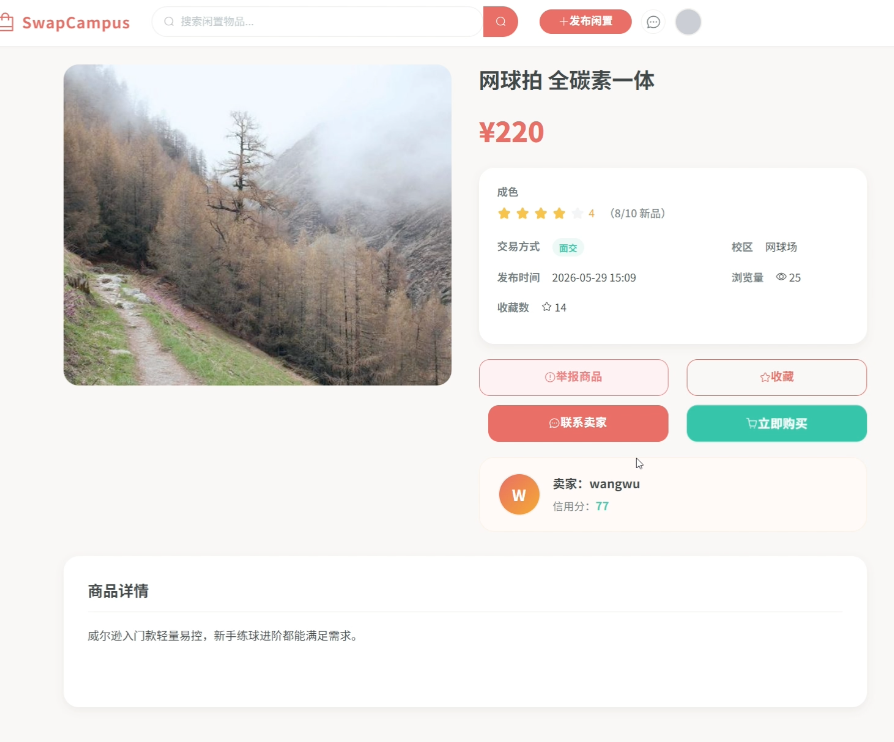 SwapCampus
搜索闲置物品...
+发布闲置
网球拍 全碳素一体
¥220
成色
4 （8/10 新品）
交易方式 面交 校区 网球场
发布时间 2026-05-29 15:09 浏览量 25
收藏数 14
举报商品 收藏
联系卖家 立即购买
W
卖家：wangwu
信用分：77
商品详情
威尔逊入门款轻量易控，新手练球进阶都能满足需求。